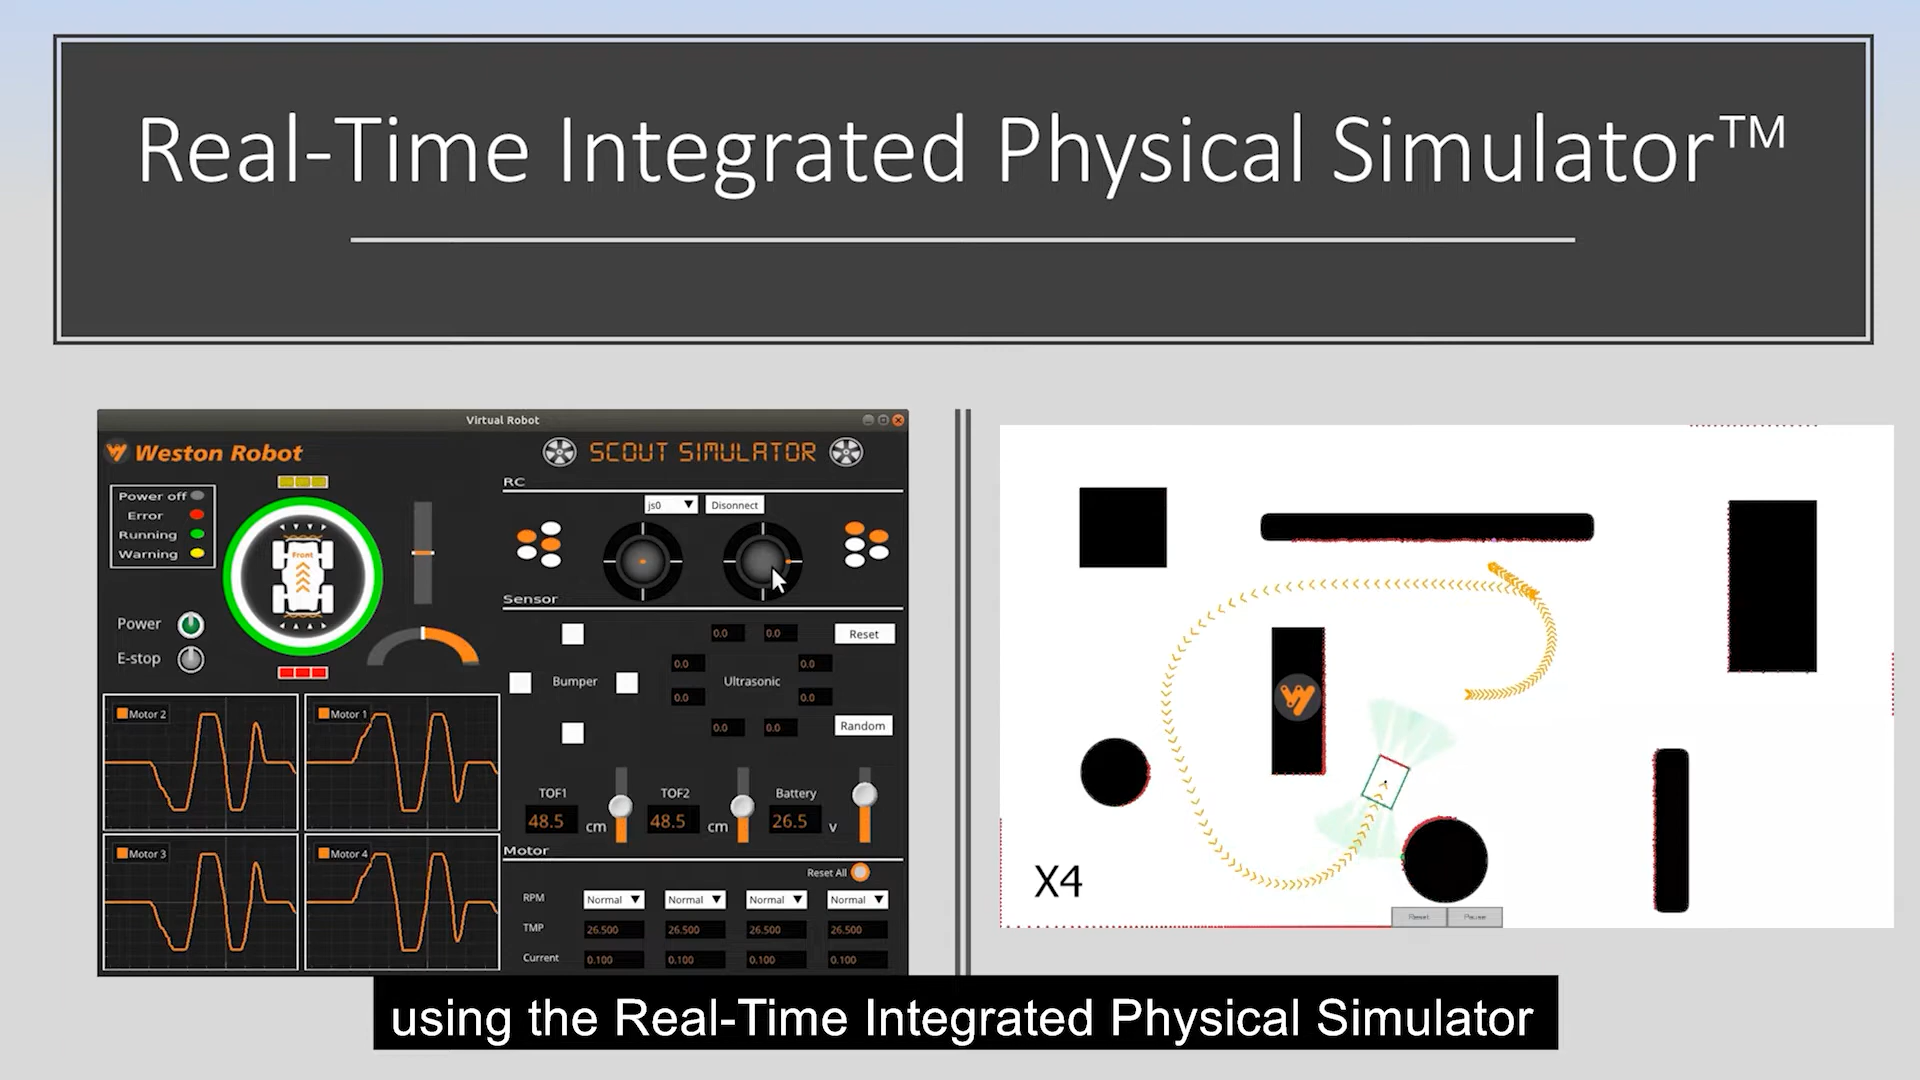 Real-Time Integrated Physical Simulator™
Virtual Robot
Weston Robot
SCOUT SIMULATOR
Power off
Error
Running
Warning
Front
Power
E-stop
RC
js0
Disonnect
Sensor
0.0 0.0
Reset
0.0 0.0
Bumper
Ultrasonic
0.0 0.0
0.0 0.0
Random
TOF1
48.5 cm
TOF2
48.5 cm
Battery
26.5 v
Motor 2
Motor 1
Motor 3
Motor 4
Motor
Reset All
RPM Normal Normal Normal Normal
TMP 26.500 26.500 26.500 26.500
Current 0.100 0.100 0.100 0.100
X4
Reset
Pause
using the Real-Time Integrated Physical Simulator